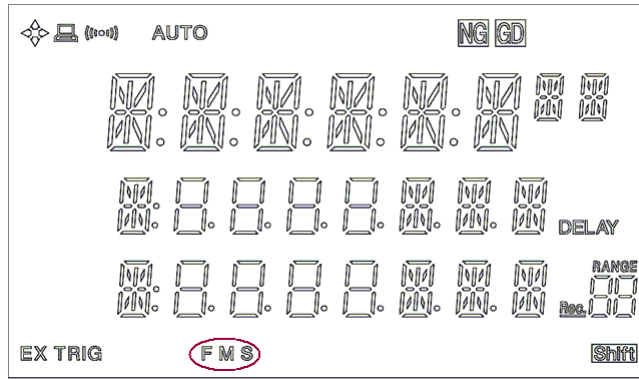 AUTO NG GD
DELAY
RANGE
Rec.
EX TRIG F M S Shift